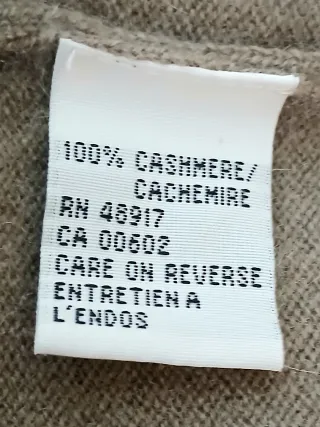 100% CASHMERE/
CACHEMIRE
RN 48917
CA 00602
CARE ON REVERSE
ENTRETIEN A
L'ENDOS